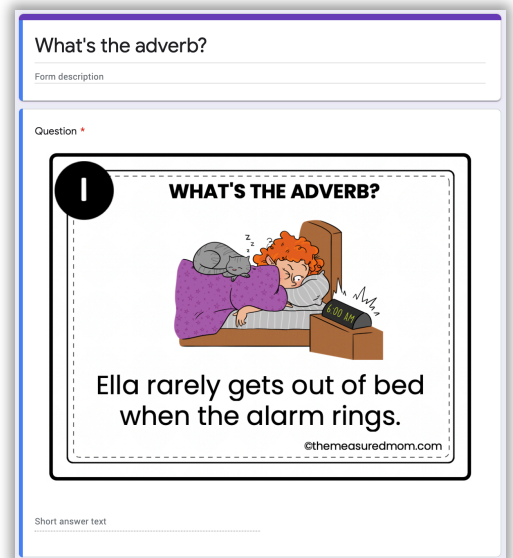 What's the adverb?
Form description
Question *
1
WHAT'S THE ADVERB?
z z z
6:00 AM
Ella rarely gets out of bed
when the alarm rings.
©themeasuredmom.com
Short answer text